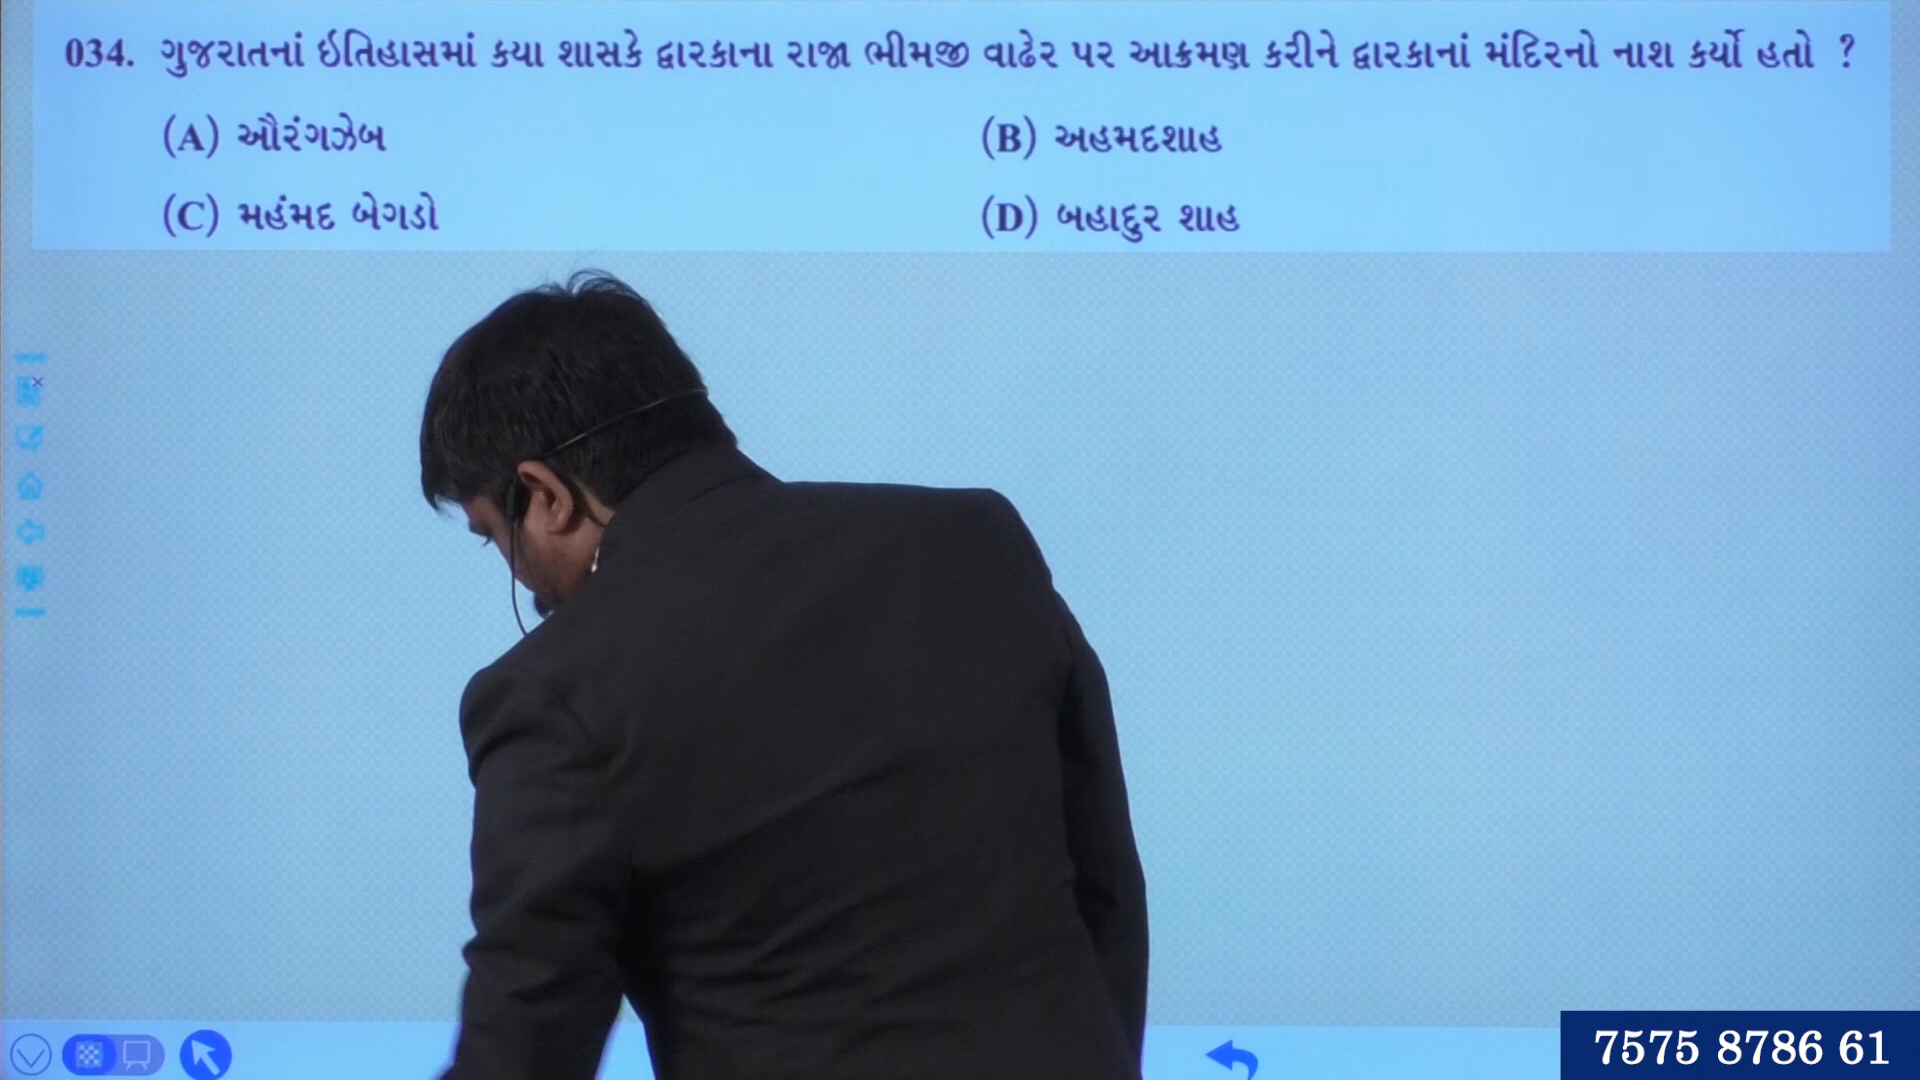 034. ગુજરાતનાં ઇતિહાસમાં કયા શાસકે દ્વારકાના રાજા ભીમજી વાઢેર પર આક્રમણ કરીને દ્વારકાનાં મંદિરનો નાશ કર્યો હતો ?
(A) ઔરંગઝેબ (B) અહમદશાહ
(C) મહંમદ બેગડો (D) બહાદુર શાહ
7575 8786 61